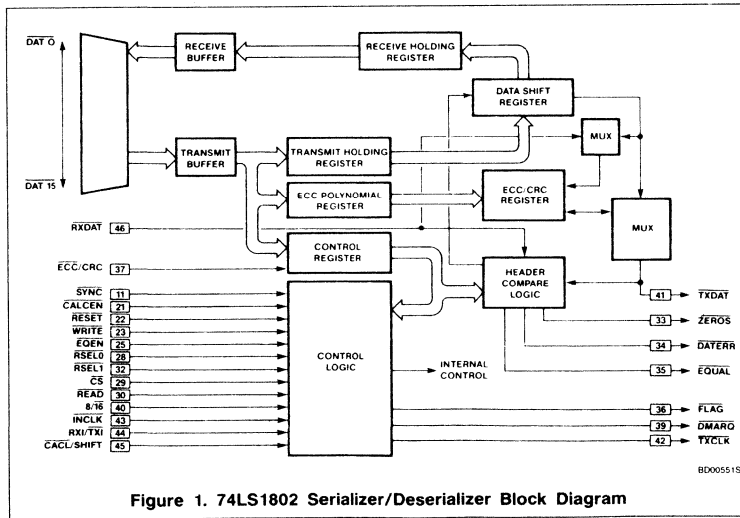 DAT 0
RECEIVE BUFFER
RECEIVE HOLDING REGISTER
DATA SHIFT REGISTER
MUX
TRANSMIT BUFFER
TRANSMIT HOLDING REGISTER
DAT 15
ECC POLYNOMIAL REGISTER
ECC/CRC REGISTER
MUX
RXDAT 46
CONTROL REGISTER
ECC/CRC 37
HEADER COMPARE LOGIC
SYNC 11
CALCEN 21
RESET 22
WRITE 23
EQEN 25
RSEL0 28
RSEL1 32
CS 29
READ 30
8/16 40
INCLK 43
RXI/TXI 44
CACL/SHIFT 45
CONTROL LOGIC
INTERNAL CONTROL
41 TXDAT
33 ZEROS
34 DATERR
35 EQUAL
36 FLAG
39 DMARQ
42 TXCLK
BD00551S
Figure 1. 74LS1802 Serializer/Deserializer Block Diagram